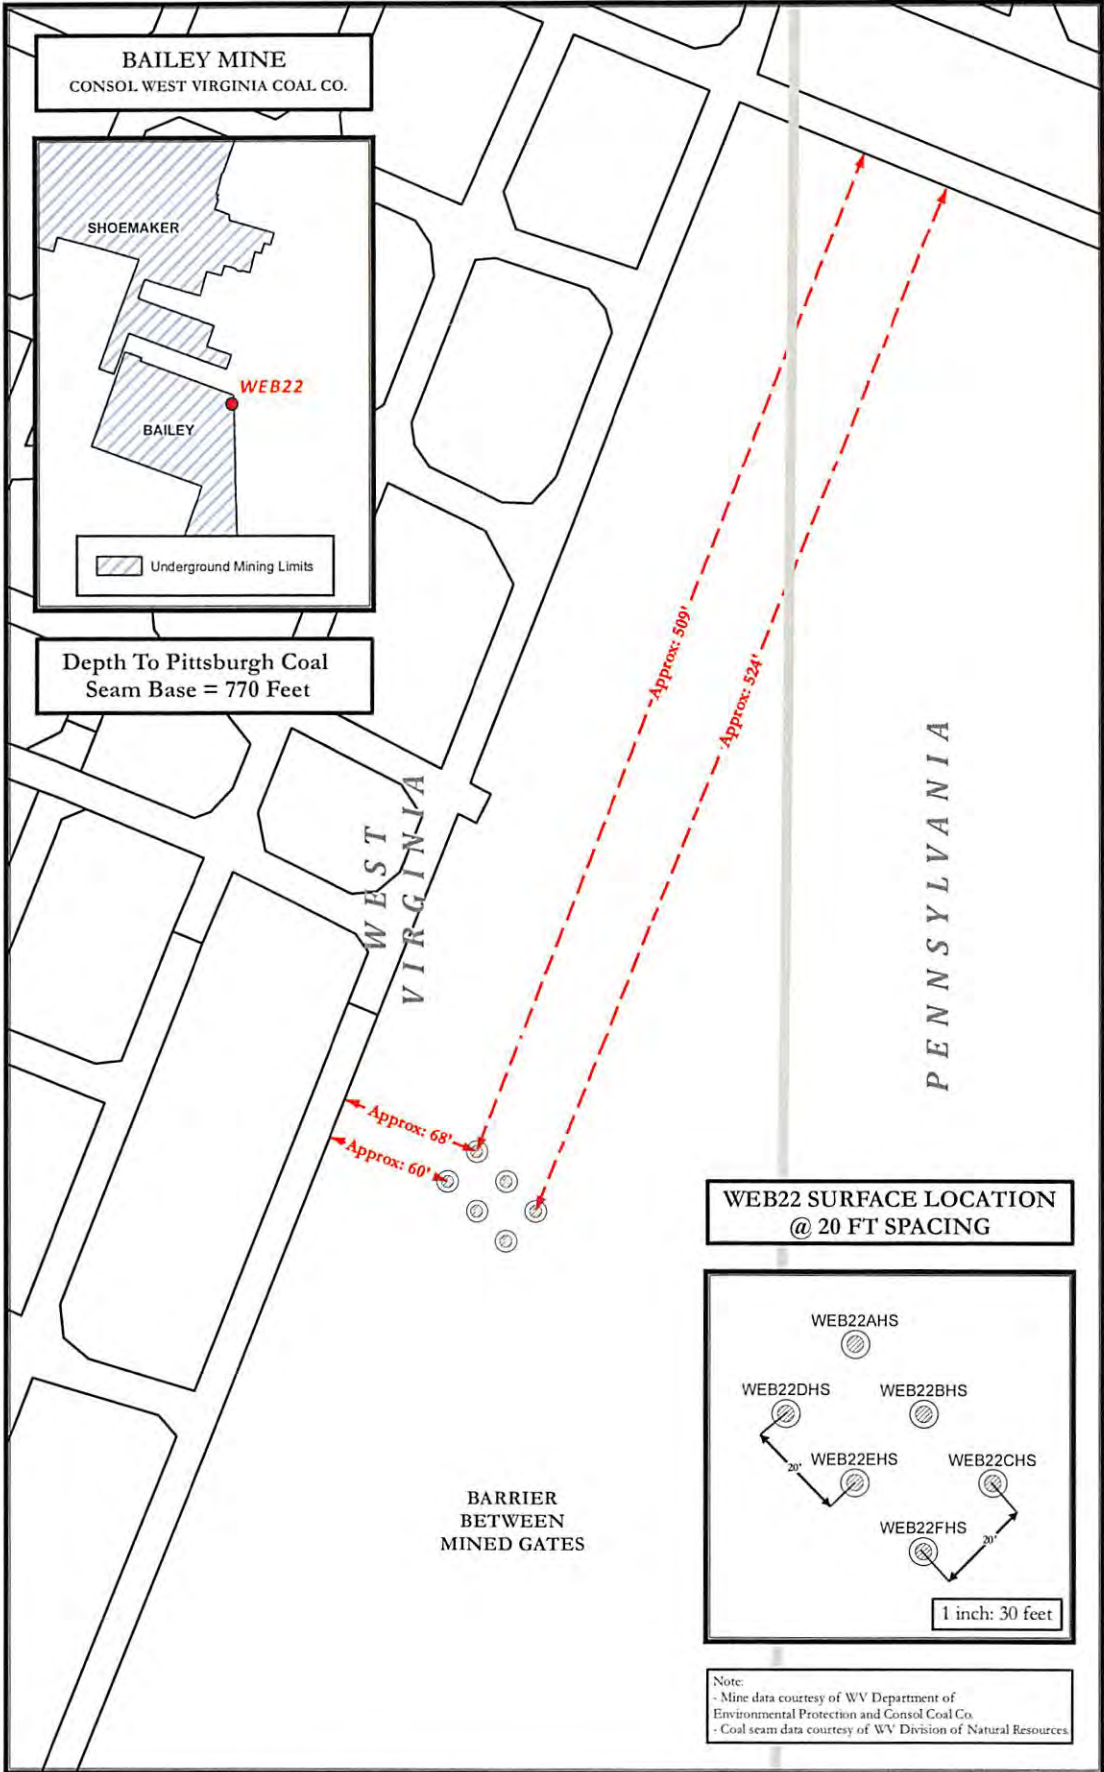 BAILEY MINE
CONSOL WEST VIRGINIA COAL CO.
SHOEMAKER
WEB22
BAILEY
Underground Mining Limits
Depth To Pittsburgh Coal
Seam Base = 770 Feet
Approx: 509'
Approx: 524'
WEST
VIRGINIA
PENNSYLVANIA
Approx: 68'
Approx: 60'
WEB22 SURFACE LOCATION
@ 20 FT SPACING
WEB22AHS
WEB22DHS WEB22BHS
20' WEB22EHS WEB22CHS
WEB22FHS
20'
1 inch: 30 feet
BARRIER
BETWEEN
MINED GATES
Note:
- Mine data courtesy of WV Department of
Environmental Protection and Consol Coal Co.
- Coal seam data courtesy of WV Division of Natural Resources